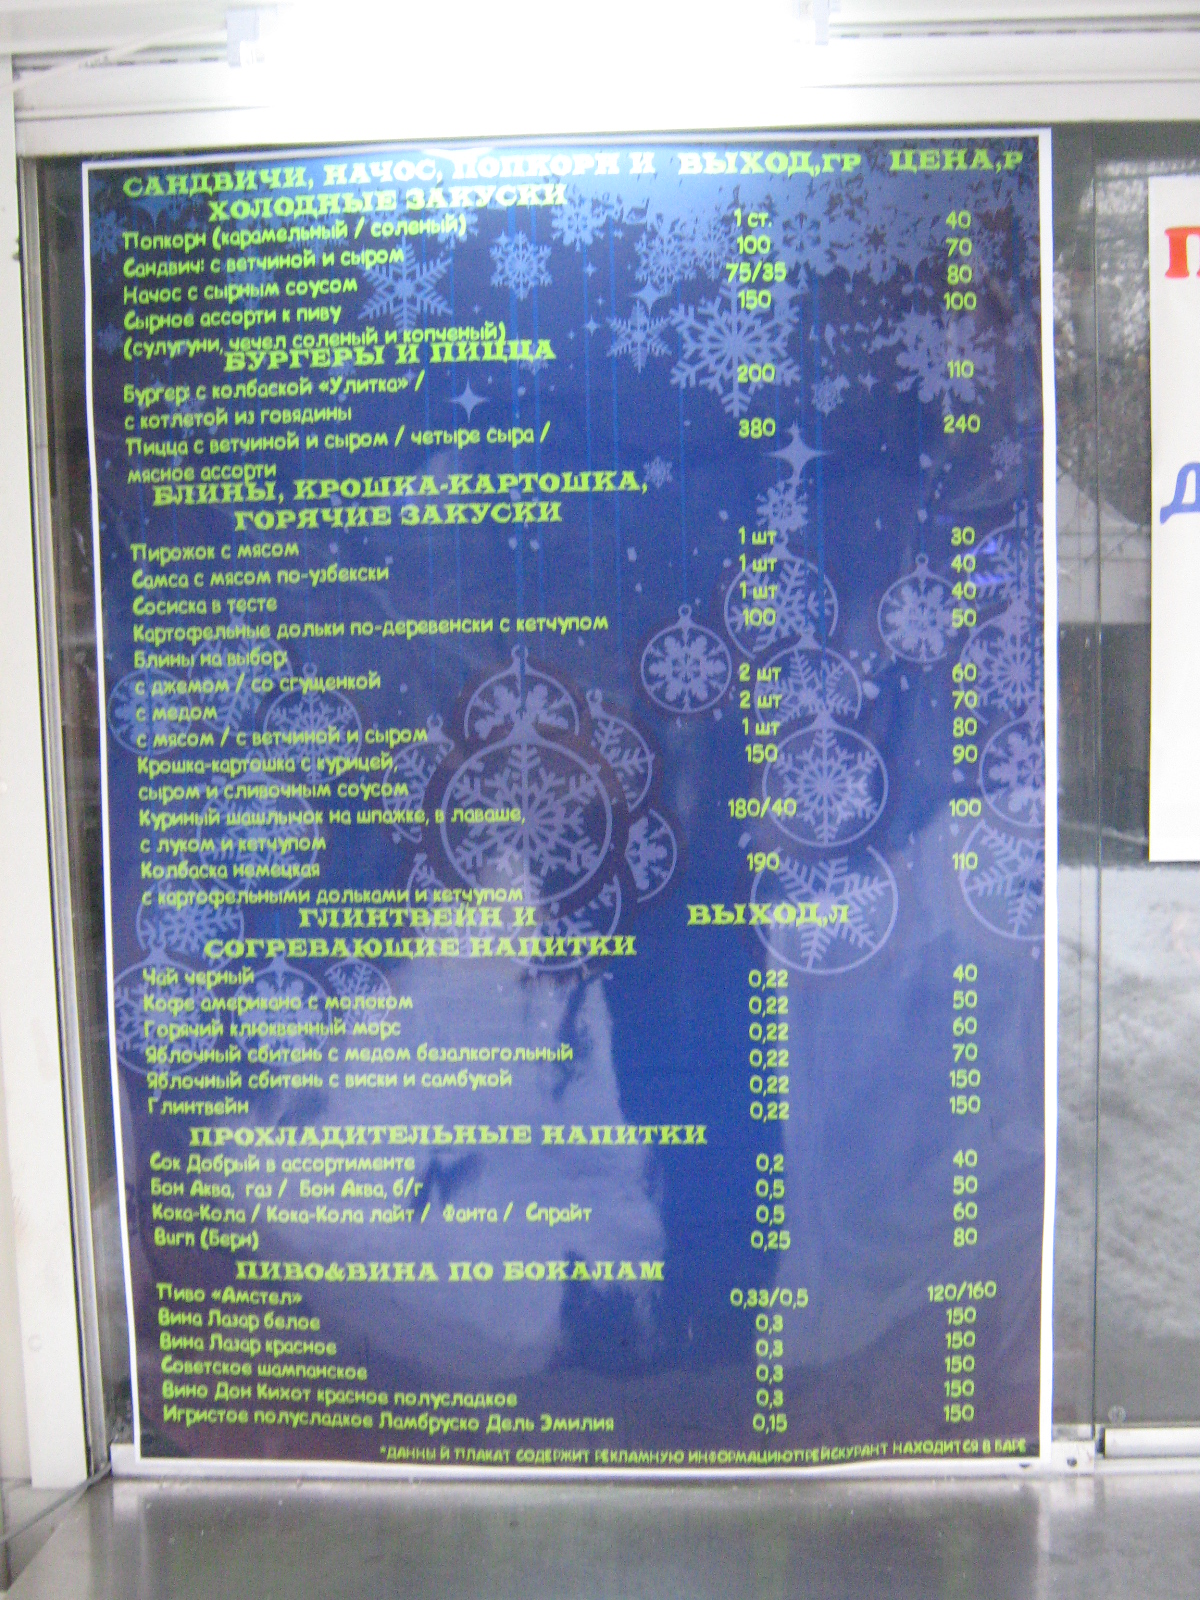 САНДВИЧИ, НАЧОС, ПОПКОРН И ВЫХОД,ГР ЦЕНА,Р
ХОЛОДНЫЕ ЗАКУСКИ
Попкорн (карамельный / соленый) 1 ст. 40
Сандвич: с ветчиной и сыром 100 70
Начос с сырным соусом 75/35 80
Сырное ассорти к пиву 150 100
(сулугуни, чечел соленый и копченый)
БУРГЕРЫ И ПИЦЦА
Бургер: с колбаской «Улитка» / 200 110
с котлетой из говядины
Пицца с ветчиной и сыром / четыре сыра / 380 240
мясное ассорти
БЛИНЫ, КРОШКА-КАРТОШКА,
ГОРЯЧИЕ ЗАКУСКИ
Пирожок с мясом 1 шт 30
Самса с мясом по-узбекски 1 шт 40
Сосиска в тесте 1 шт 40
Картофельные дольки по-деревенски с кетчупом 100 50
Блины на выбор:
с джемом / со сгущенкой 2 шт 60
с медом 2 шт 70
с мясом / с ветчиной и сыром 1 шт 80
Крошка-картошка с курицей, 150 90
сыром и сливочным соусом
Куриный шашлычок на шпажке, в лаваше, 180/40 100
с луком и кетчупом
Колбаска немецкая 190 110
с картофельными дольками и кетчупом
ГЛИНТВЕЙН И ВЫХОД,Л
СОГРЕВАЮЩИЕ НАПИТКИ
Чай черный 0,22 40
Кофе американо с молоком 0,22 50
Горячий клюквенный морс 0,22 60
Яблочный сбитень с медом безалкогольный 0,22 70
Яблочный сбитень с виски и самбукой 0,22 150
Глинтвейн 0,22 150
ПРОХЛАДИТЕЛЬНЫЕ НАПИТКИ
Сок Добрый в ассортименте 0,2 40
Бон Аква, газ / Бон Аква, б/г 0,5 50
Кока-Кола / Кока-Кола лайт / Фанта / Спрайт 0,5 60
Burn (Берн) 0,25 80
ПИВО&ВИНА ПО БОКАЛАМ
Пиво «Амстел» 0,33/0,5 120/160
Вина Лазар белое 0,3 150
Вина Лазар красное 0,3 150
Советское шампанское 0,3 150
Вино Дон Кихот красное полусладкое 0,3 150
Игристое полусладкое Ламбруско Дель Эмилия 0,15 150
*ДАННЫ Й ПЛАКАТ СОДЕРЖИТ РЕКЛАМНУЮ ИНФОРМАЦИЮПРЕЙСКУРАНТ НАХОДИТСЯ В БАРЕ
П
Д